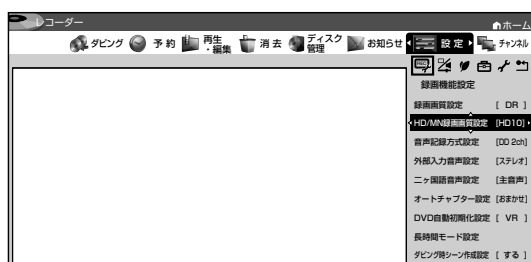 レコーダー
ホーム
ダビング 予約 再生・編集 消去 ディスク管理 お知らせ 設定 チャンネル
録画機能設定
録画画質設定 [ DR ]
HD/MN録画画質設定 [HD10]
音声記録方式設定 [DD 2ch]
外部入力音声設定 [ステレオ]
二ヶ国語音声設定 [主音声]
オートチャプター設定 [おまかせ]
DVD自動初期化設定 [ VR ]
長時間モード設定
ダビング時シーン作成設定 [ する ]